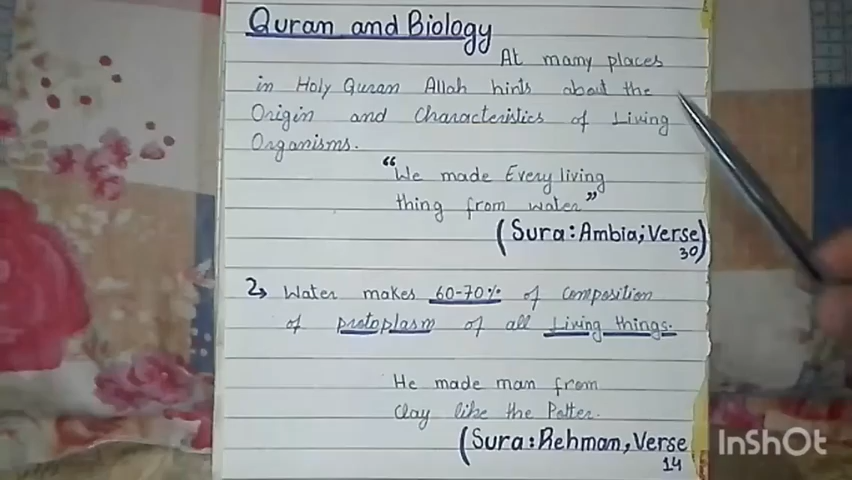 Quran and Biology
At many places
in Holy Quran Allah hints about the
Origin and Characteristics of Living
Organisms.
“We made Every living
thing from water”
(Sura: Ambia; Verse
30)
2→ Water makes 60-70% of composition
of protoplasm of all Living things.
He made man from
clay like the Potter.
(Sura: Rehman, Verse
14
InShOt